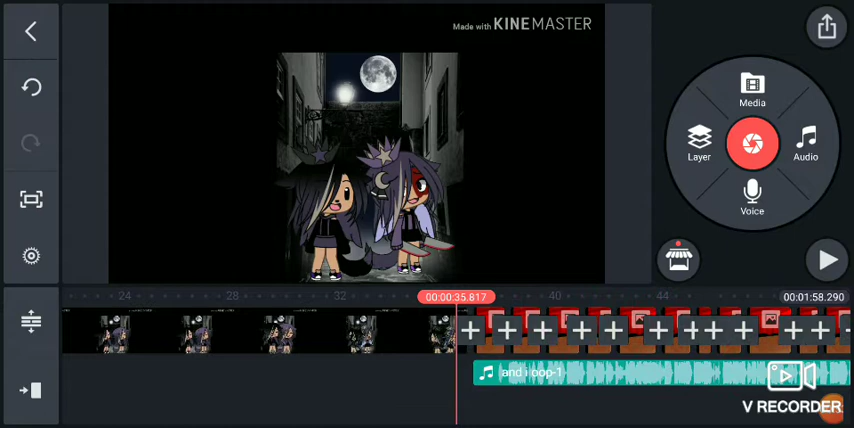 Made with KINEMASTER
Media
Layer
Audio
Voice
24
28
32
00:00:35.817
40
44
00:01:58.290
and i oop-1
V RECORDER